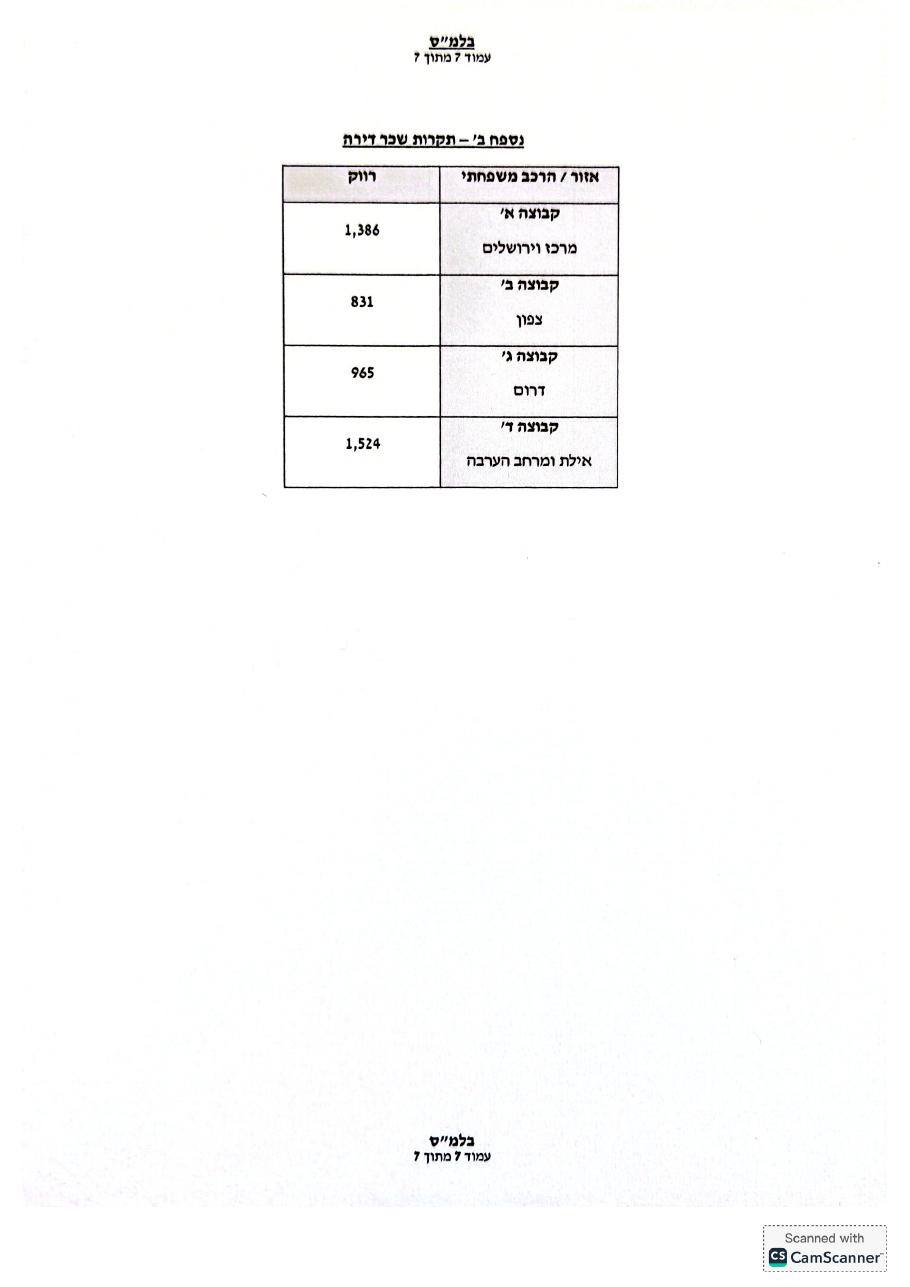 בלמ"ס
עמוד 7 מתוך 7
נספח ב' – תקרות שכר דירה
אזור / הרכב משפחתי רווק
קבוצה א'
מרכז וירושלים 1,386
קבוצה ב'
צפון 831
קבוצה ג'
דרום 965
קבוצה ד'
אילת ומרחב הערבה 1,524
בלמ"ס
עמוד 7 מתוך 7
Scanned with
CS CamScanner